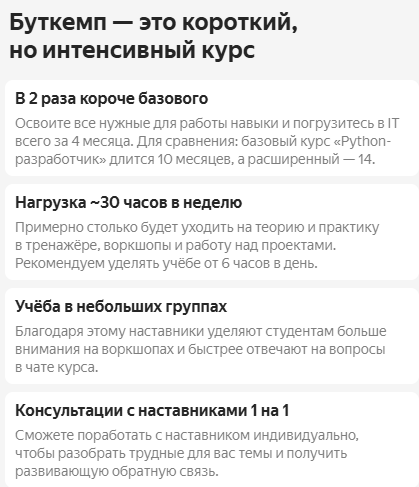 Буткемп — это короткий,
но интенсивный курс
В 2 раза короче базового
Освоите все нужные для работы навыки и погрузитесь в IT
всего за 4 месяца. Для сравнения: базовый курс «Python-
разработчик» длится 10 месяцев, а расширенный — 14.
Нагрузка ~30 часов в неделю
Примерно столько будет уходить на теорию и практику
в тренажёре, воркшопы и работу над проектами.
Рекомендуем уделять учёбе от 6 часов в день.
Учёба в небольших группах
Благодаря этому наставники уделяют студентам больше
внимания на воркшопах и быстрее отвечают на вопросы
в чате курса.
Консультации с наставниками 1 на 1
Сможете поработать с наставником индивидуально,
чтобы разобрать трудные для вас темы и получить
развивающую обратную связь.